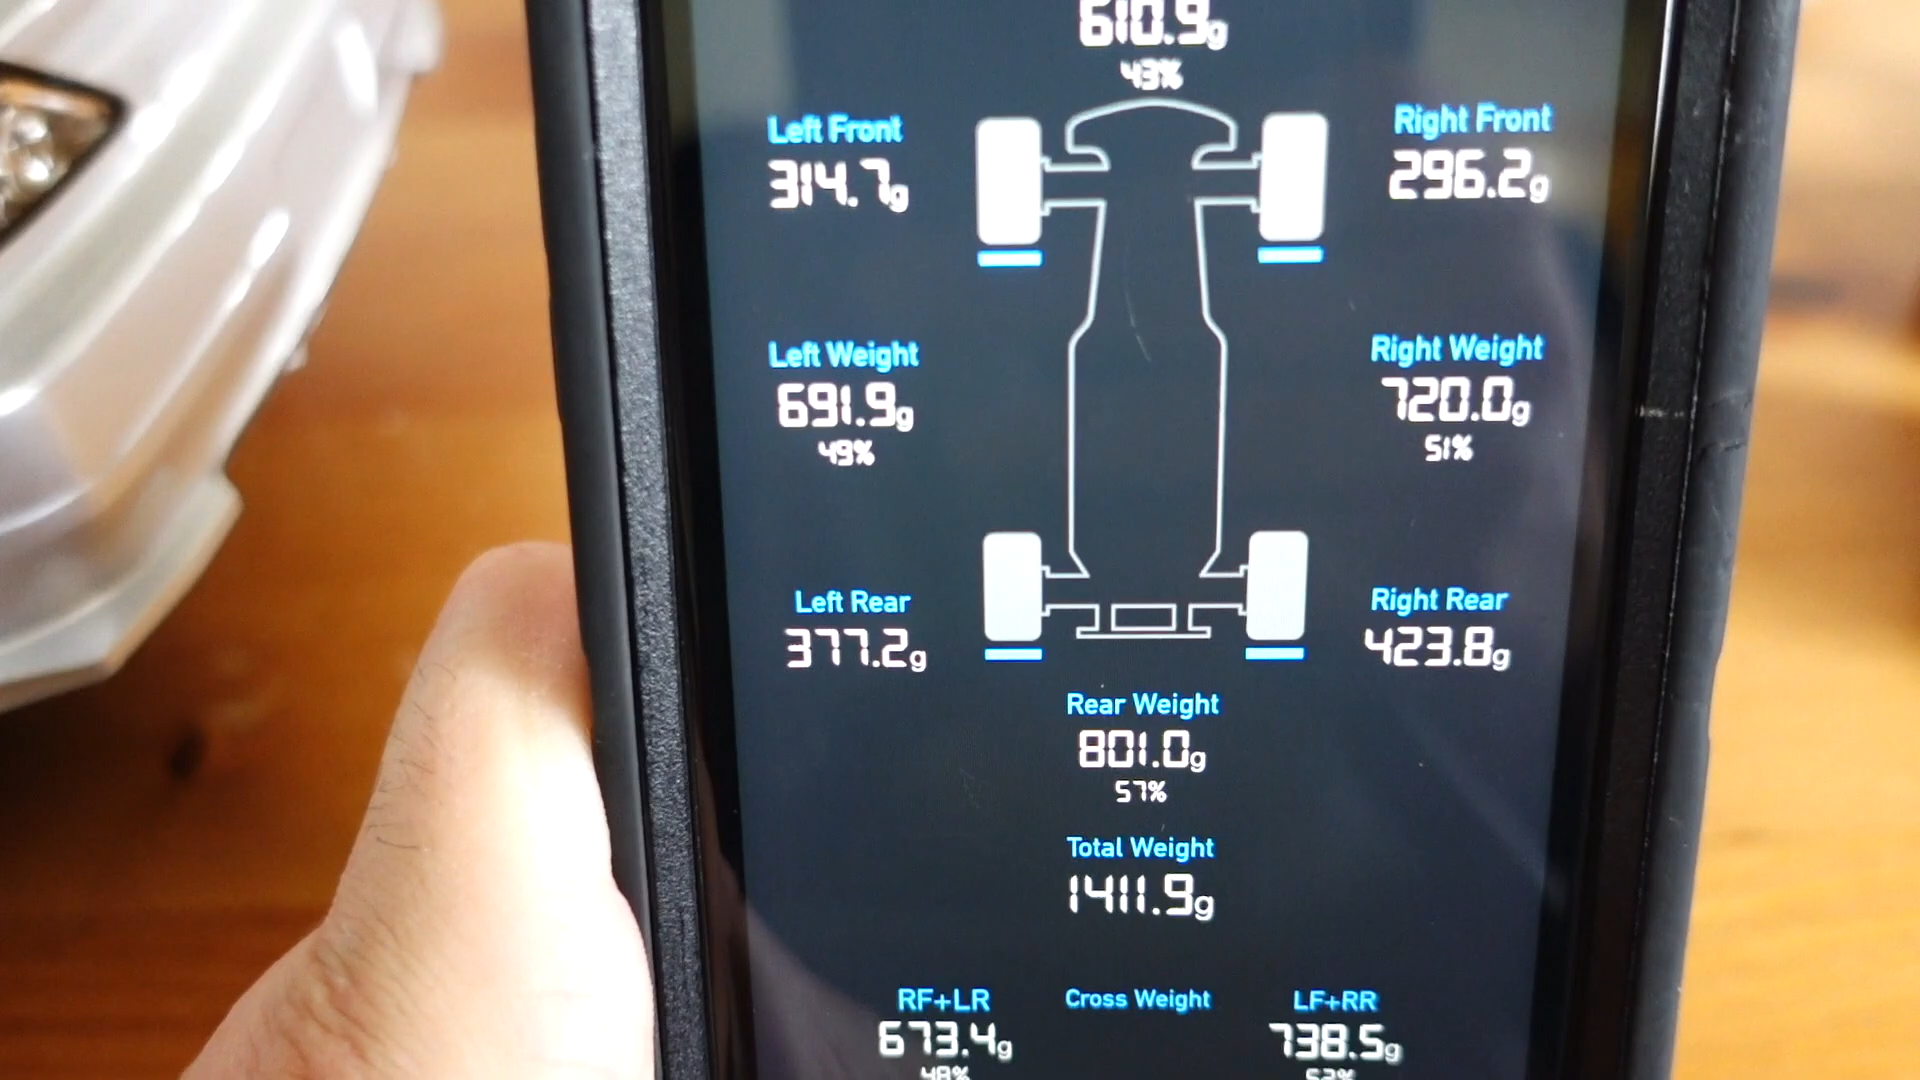 610.9g
43%
Left Front
314.7g
Right Front
296.2g
Left Weight
691.9g
49%
Right Weight
720.0g
51%
Left Rear
377.2g
Right Rear
423.8g
Rear Weight
801.0g
57%
Total Weight
1411.9g
RF+LR
673.4g
48%
Cross Weight
LF+RR
738.5g
52%